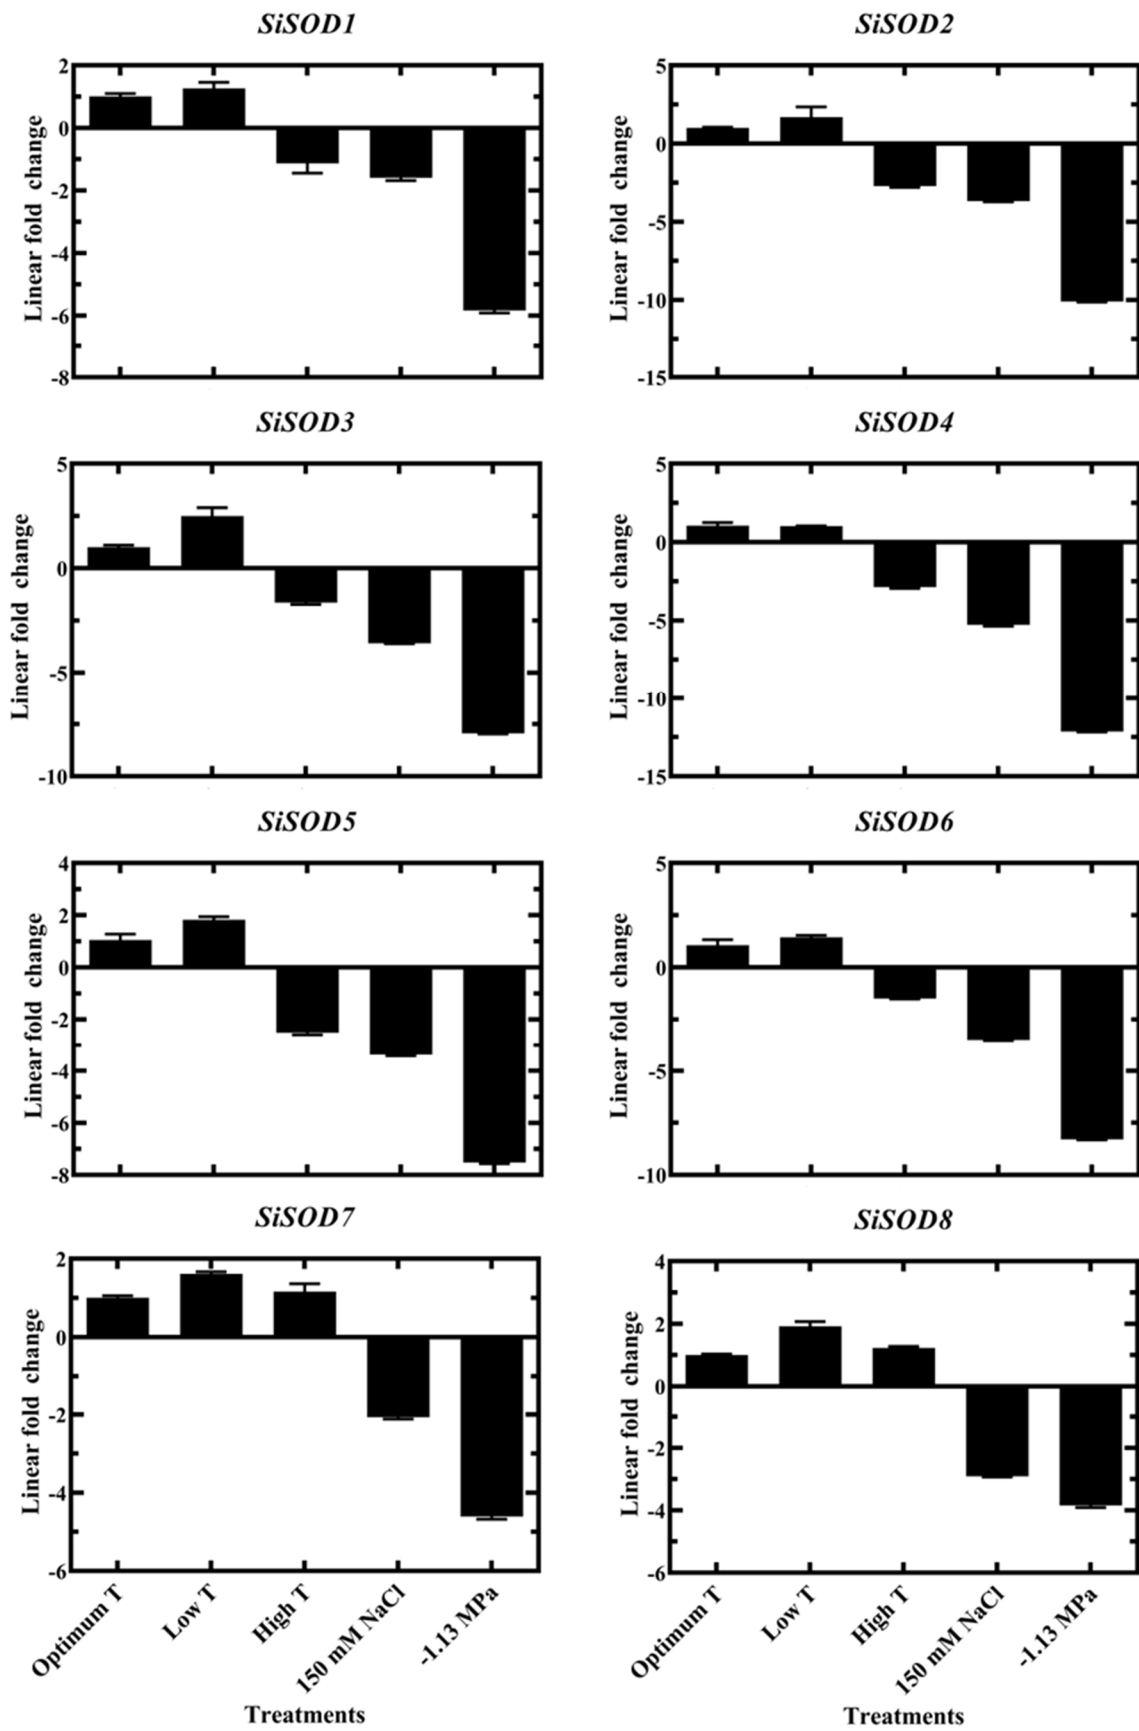 SiSOD1
Linear fold change
2
0
-2
-4
-6
-8
SiSOD2
Linear fold change
5
0
-5
-10
-15
SiSOD3
Linear fold change
5
0
-5
-10
SiSOD4
Linear fold change
5
0
-5
-10
-15
SiSOD5
Linear fold change
4
2
0
-2
-4
-6
-8
SiSOD6
Linear fold change
5
0
-5
-10
SiSOD7
Linear fold change
2
0
-2
-4
-6
Optimum T
Low T
High T
150 mM NaCl
-1.13 MPa
Treatments
SiSOD8
Linear fold change
4
2
0
-2
-4
-6
Optimum T
Low T
High T
150 mM NaCl
-1.13 MPa
Treatments